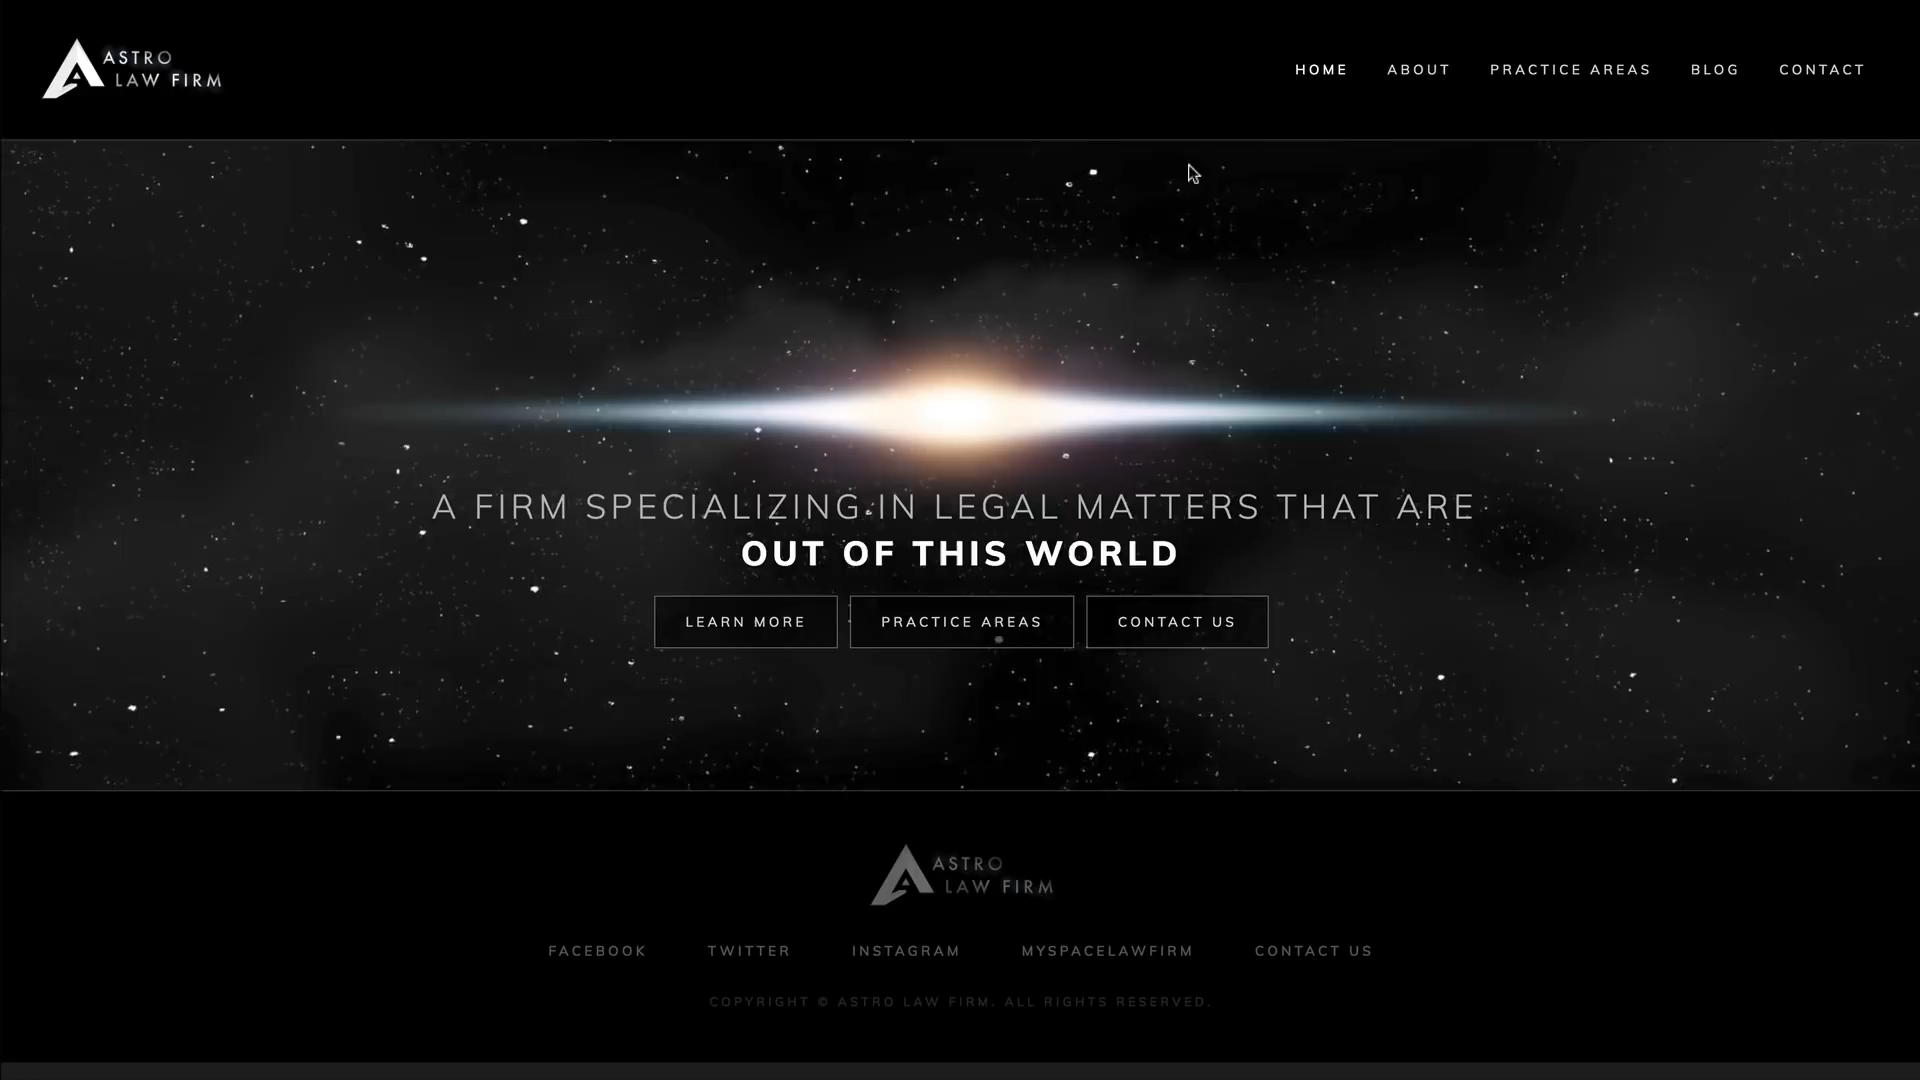 ASTRO
LAW FIRM
HOME ABOUT PRACTICE AREAS BLOG CONTACT
A FIRM SPECIALIZING IN LEGAL MATTERS THAT ARE
OUT OF THIS WORLD
LEARN MORE PRACTICE AREAS CONTACT US
ASTRO
LAW FIRM
FACEBOOK TWITTER INSTAGRAM MYSPACELAWFIRM CONTACT US
COPYRIGHT © ASTRO LAW FIRM. ALL RIGHTS RESERVED.